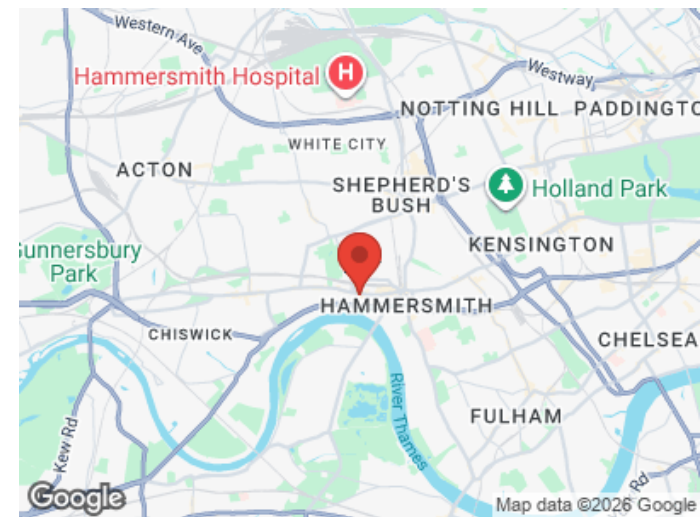 Western Ave
Hammersmith Hospital
H
Westway
NOTTING HILL
PADDINGTO
WHITE CITY
ACTON
SHEPHERD'S
BUSH
Holland Park
Gunnersbury
Park
KENSINGTON
HAMMERSMITH
CHISWICK
CHELSEA
Kew Rd
River Thames
FULHAM
Rd
Google
Map data ©2026 Google